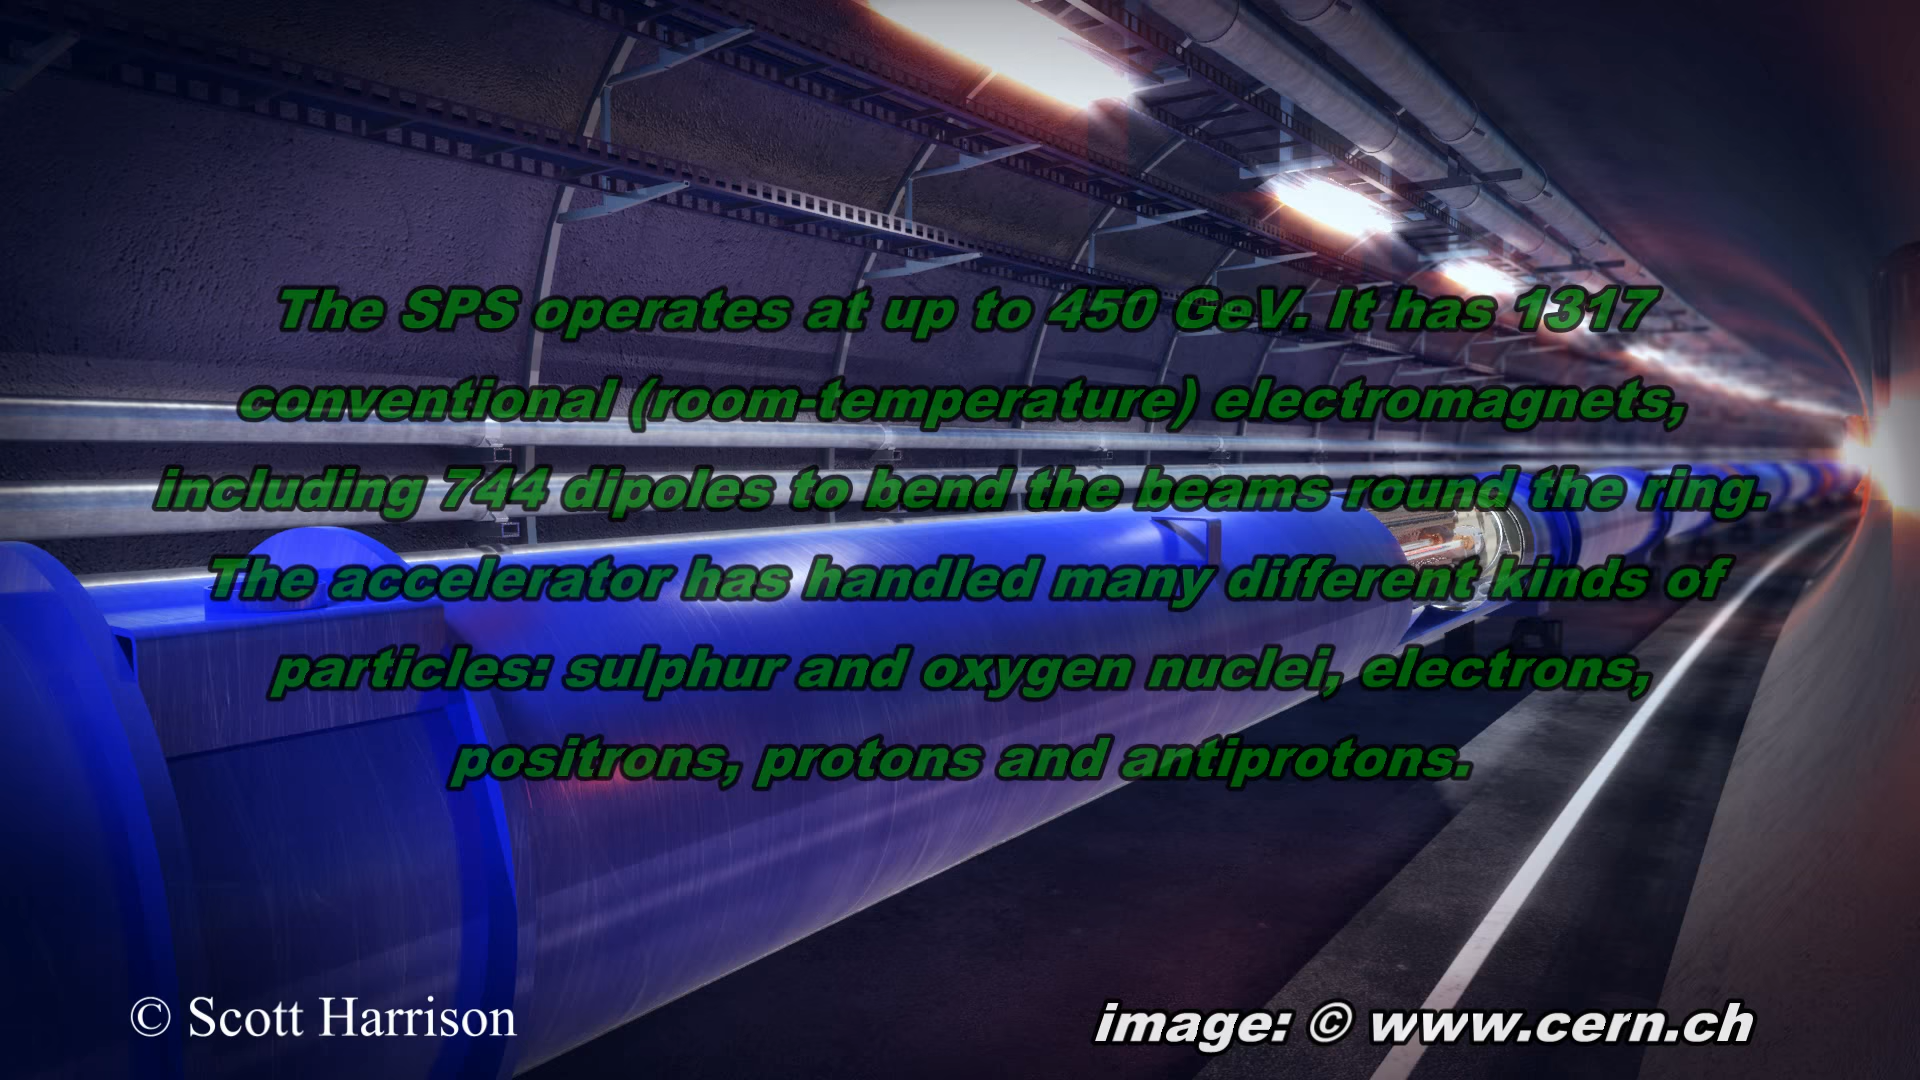 The SPS operates at up to 450 GeV. It has 1317
conventional (room-temperature) electromagnets,
including 744 dipoles to bend the beams round the ring.
The accelerator has handled many different kinds of
particles: sulphur and oxygen nuclei, electrons,
positrons, protons and antiprotons.
© Scott Harrison
image: © www.cern.ch